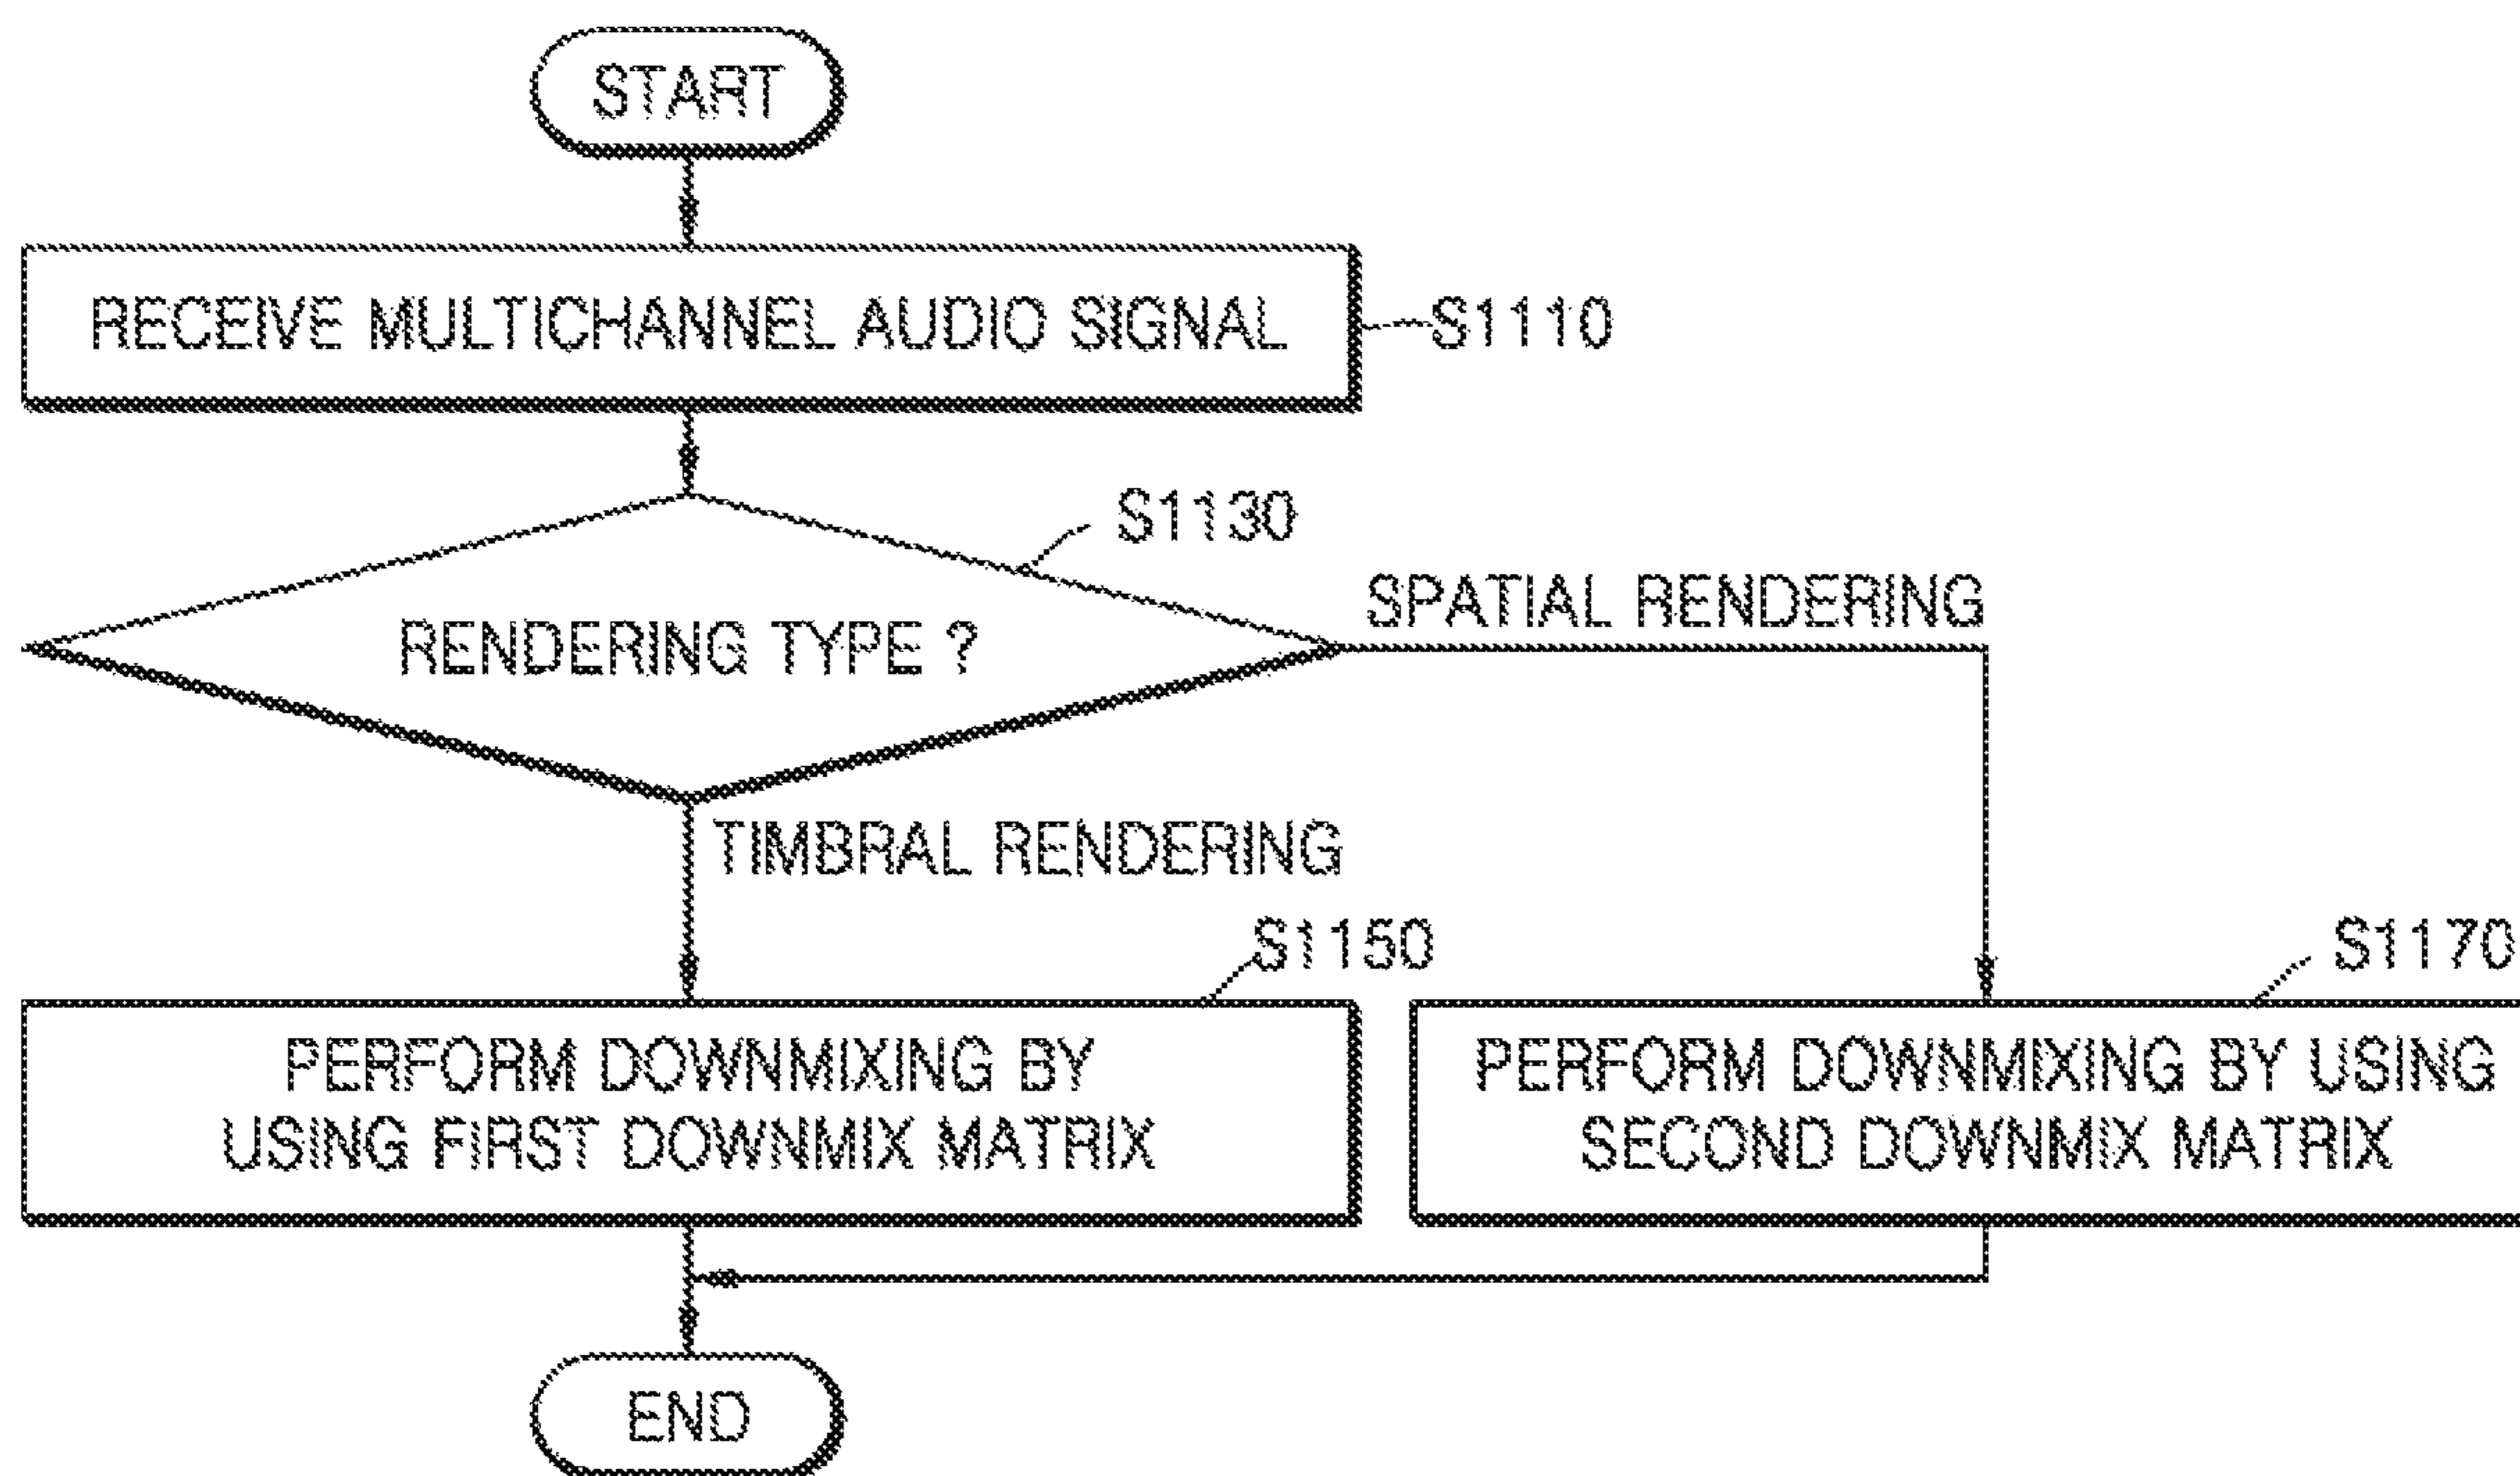 START
RECEIVE MULTICHANNEL AUDIO SIGNAL
S1110
S1130
RENDERING TYPE ?
SPATIAL RENDERING
TIMBRAL RENDERING
S1150
PERFORM DOWNMIXING BY
USING FIRST DOWNMIX MATRIX
S1170
PERFORM DOWNMIXING BY USING
SECOND DOWNMIX MATRIX
END